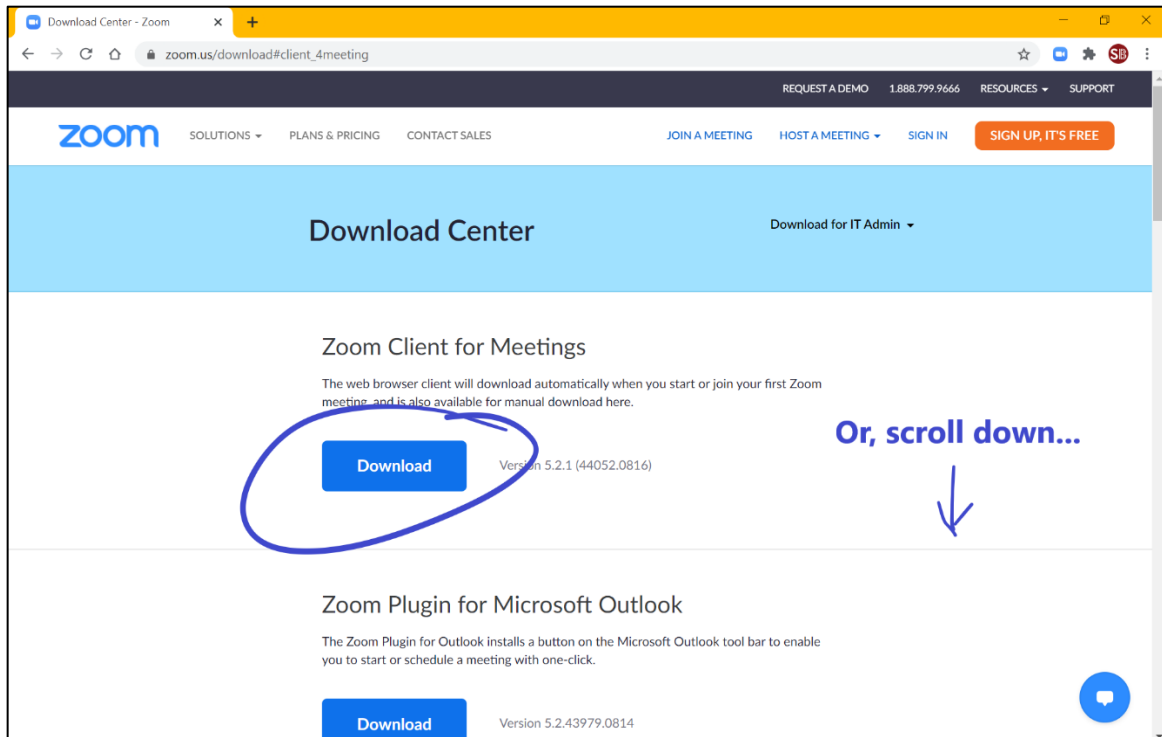 Download Center - Zoom
zoom.us/download#client_4meeting
SB
REQUEST A DEMO 1.888.799.9666 RESOURCES SUPPORT
zoom SOLUTIONS PLANS & PRICING CONTACT SALES JOIN A MEETING HOST A MEETING SIGN IN SIGN UP, IT'S FREE
Download Center Download for IT Admin
Zoom Client for Meetings
The web browser client will download automatically when you start or join your first Zoom
meeting, and is also available for manual download here.
Or, scroll down...
Download Version 5.2.1 (44052.0816)
Zoom Plugin for Microsoft Outlook
The Zoom Plugin for Outlook installs a button on the Microsoft Outlook tool bar to enable
you to start or schedule a meeting with one-click.
Download Version 5.2.43979.0814